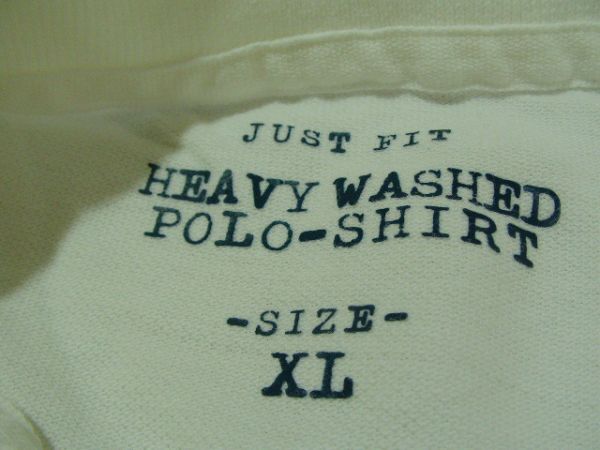 JUST FIT
HEAVY WASHED
POLO-SHIRT
-SIZE-
XL